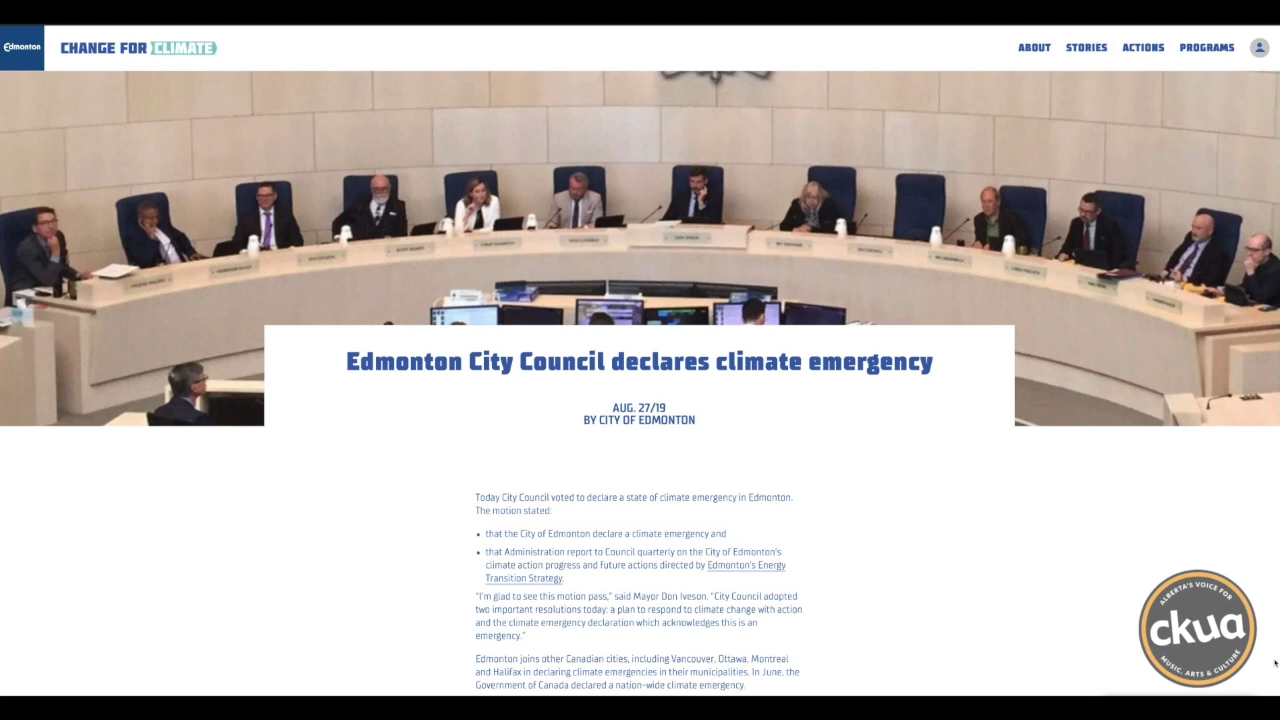 Edmonton
CHANGE FOR CLIMATE
ABOUT STORIES ACTIONS PROGRAMS
Edmonton City Council declares climate emergency
AUG. 27/19
BY CITY OF EDMONTON
Today City Council voted to declare a state of climate emergency in Edmonton.
The motion stated:
• that the City of Edmonton declare a climate emergency and
• that Administration report to Council quarterly on the City of Edmonton's
climate action progress and future actions directed by Edmonton's Energy
Transition Strategy.
"I'm glad to see this motion pass," said Mayor Don Iveson. "City Council adopted
two important resolutions today: a plan to respond to climate change with action
and the climate emergency declaration which acknowledges this is an
emergency."
Edmonton joins other Canadian cities, including Vancouver, Ottawa, Montreal
and Halifax in declaring climate emergencies in their municipalities. In June, the
Government of Canada declared a nation-wide climate emergency.
ALBERTA'S VOICE FOR
ckua
MUSIC, ARTS & CULTURE